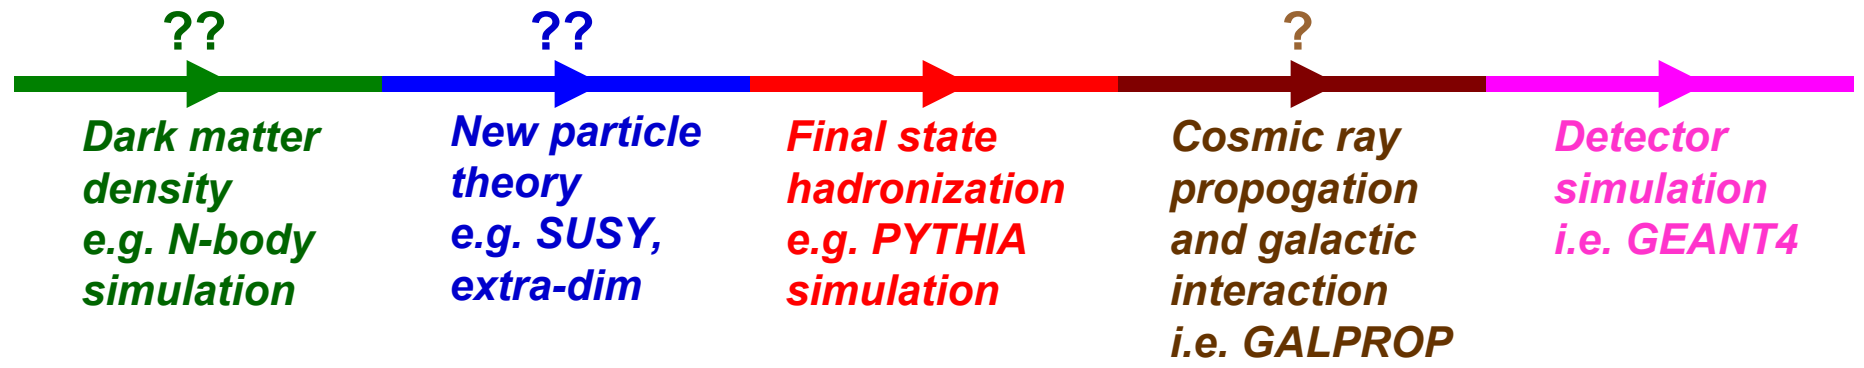 ??
Dark matter
density
e.g. N-body
simulation
??
New particle
theory
e.g. SUSY,
extra-dim
Final state
hadronization
e.g. PYTHIA
simulation
?
Cosmic ray
propogation
and galactic
interaction
i.e. GALPROP
Detector
simulation
i.e. GEANT4